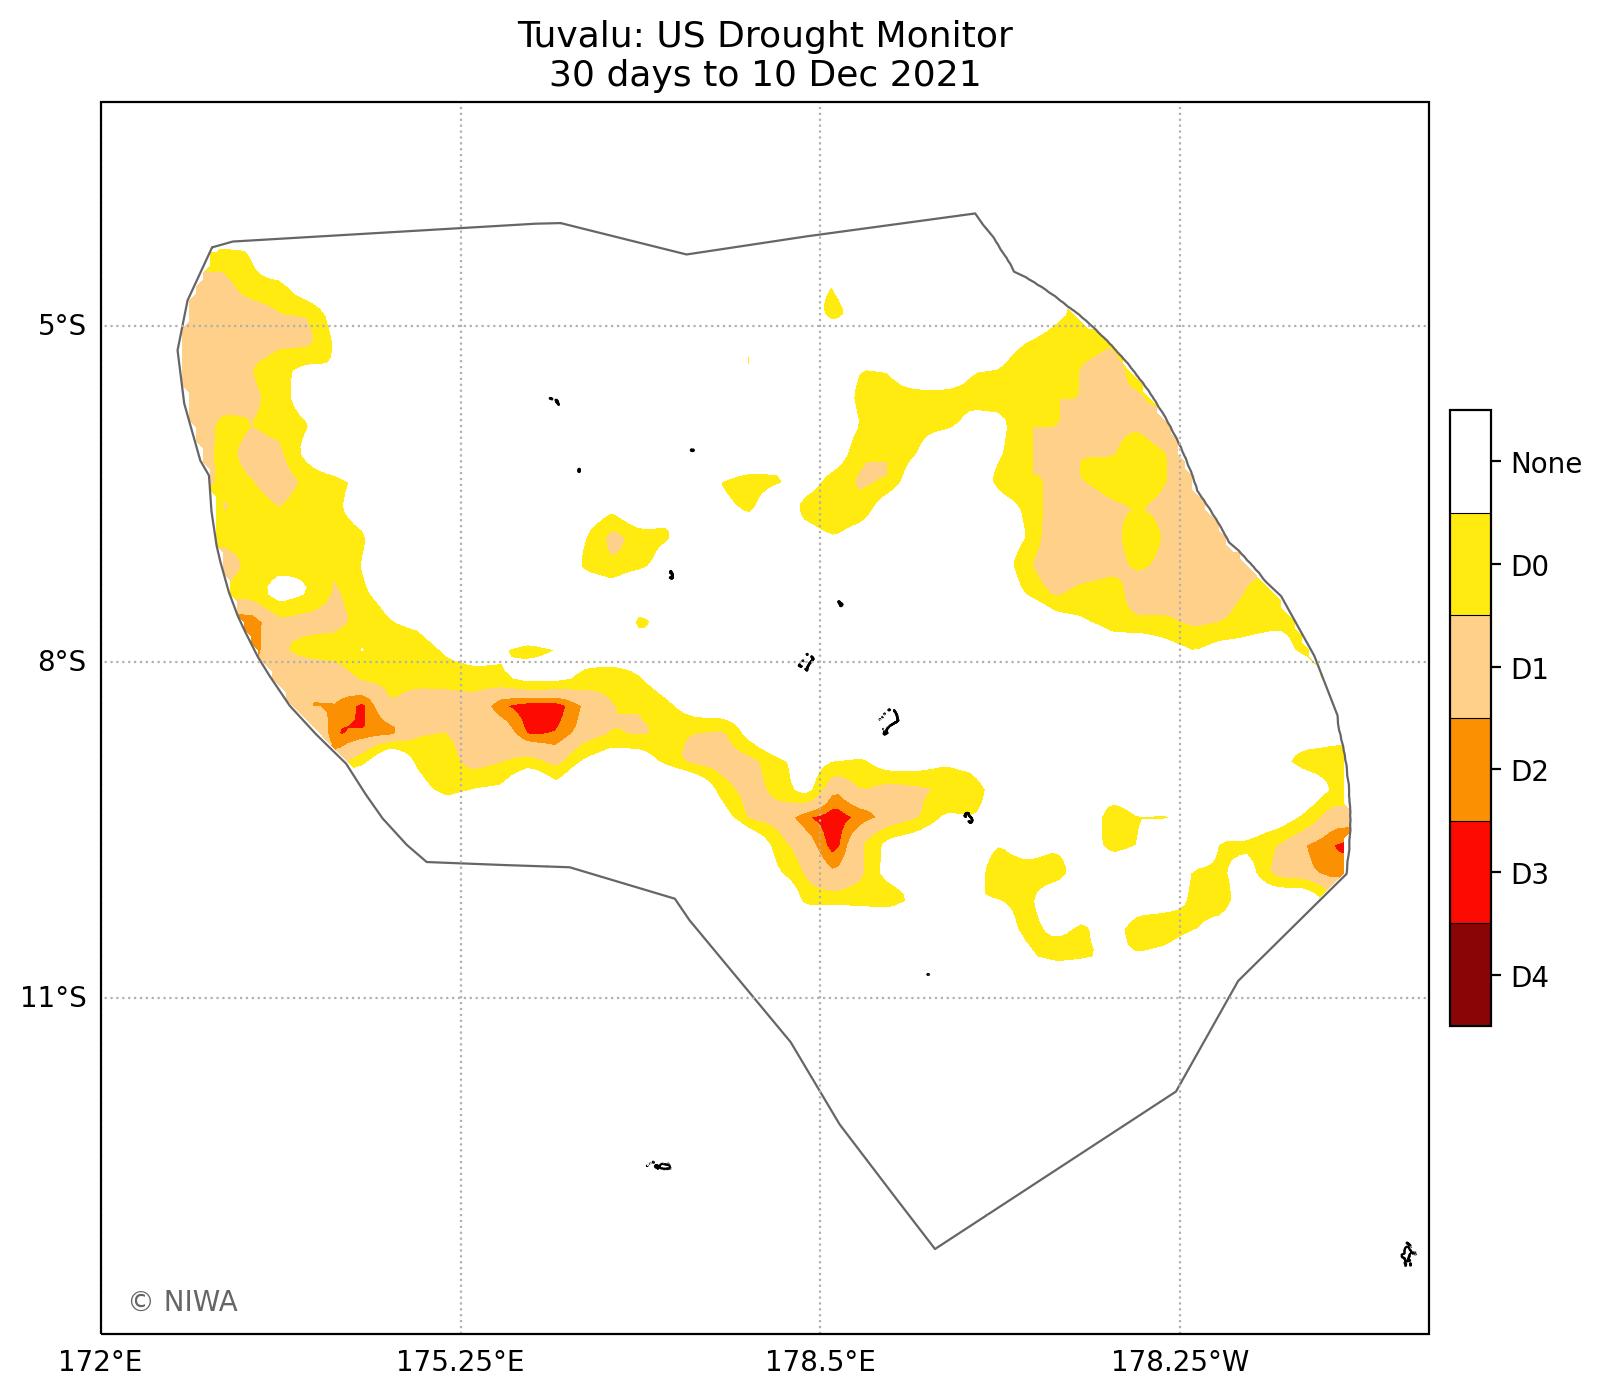 Tuvalu: US Drought Monitor
30 days to 10 Dec 2021
5°S
8°S
11°S
172°E
175.25°E
178.5°E
178.25°W
None
D0
D1
D2
D3
D4
© NIWA